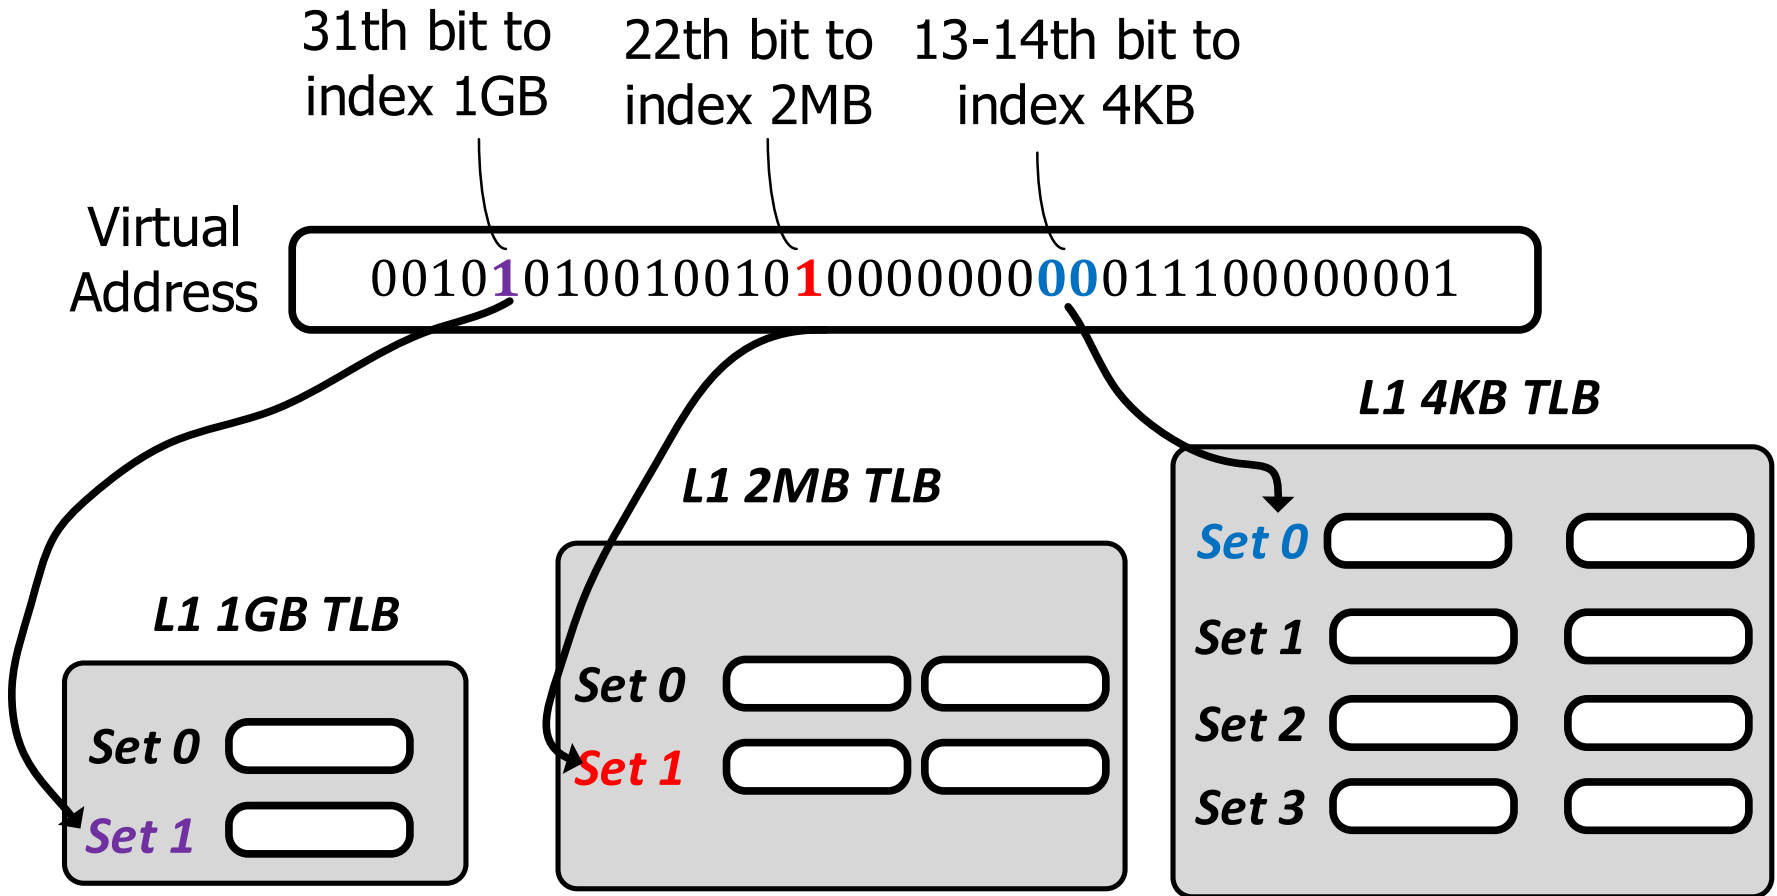 31th bit to
index 1GB
22th bit to
index 2MB
13-14th bit to
index 4KB
Virtual
Address
001010100100101000000000011100000001
L1 4KB TLB
Set 0
Set 1
Set 2
Set 3
L1 2MB TLB
Set 0
Set 1
L1 1GB TLB
Set 0
Set 1